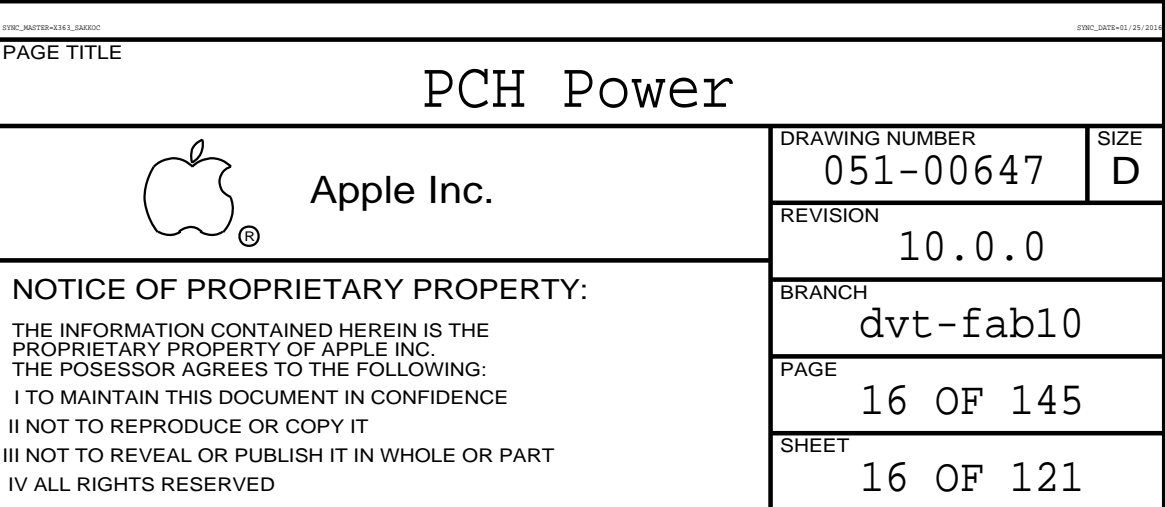 SYNC_MASTER=X363_SAKKOC SYNC_DATE=01/25/2016
PAGE TITLE
PCH Power
Apple Inc.
®
DRAWING NUMBER
051-00647
SIZE
D
REVISION
10.0.0
NOTICE OF PROPRIETARY PROPERTY:
THE INFORMATION CONTAINED HEREIN IS THE
PROPRIETARY PROPERTY OF APPLE INC.
THE POSESSOR AGREES TO THE FOLLOWING:
I TO MAINTAIN THIS DOCUMENT IN CONFIDENCE
II NOT TO REPRODUCE OR COPY IT
III NOT TO REVEAL OR PUBLISH IT IN WHOLE OR PART
IV ALL RIGHTS RESERVED
BRANCH
dvt-fab10
PAGE
16 OF 145
SHEET
16 OF 121